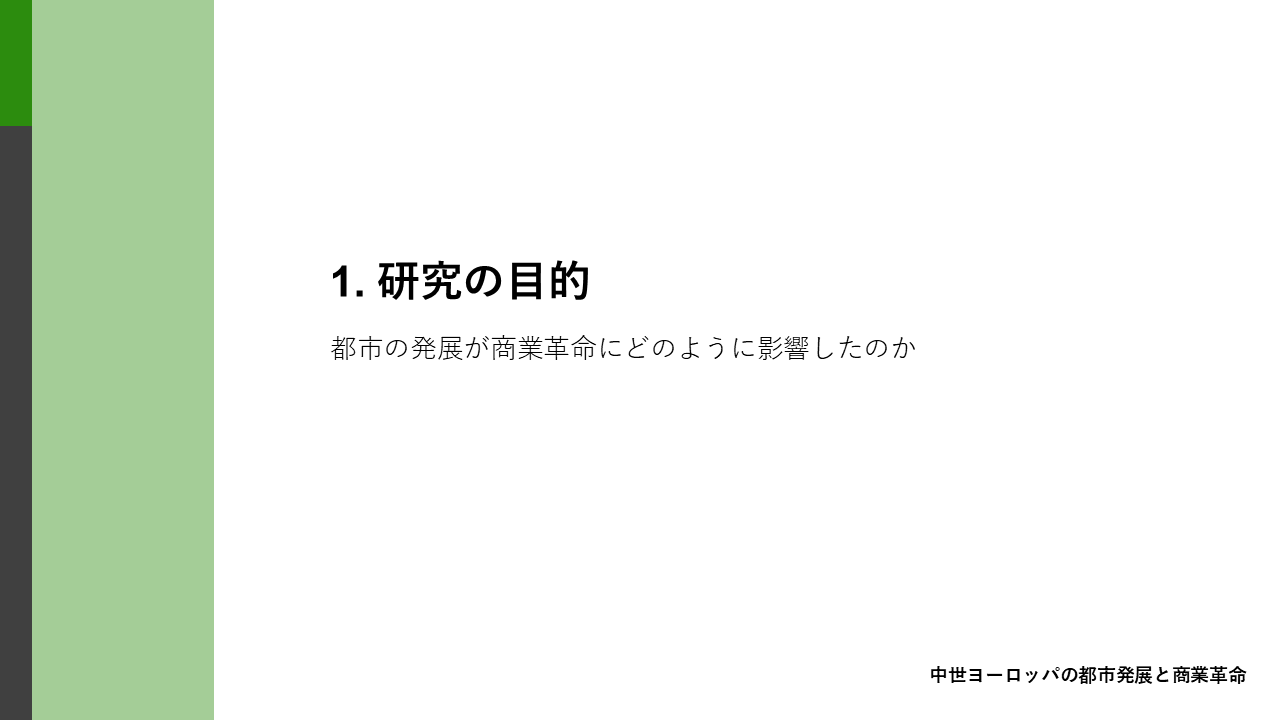 1. 研究の目的
都市の発展が商業革命にどのように影響したのか
中世ヨーロッパの都市発展と商業革命